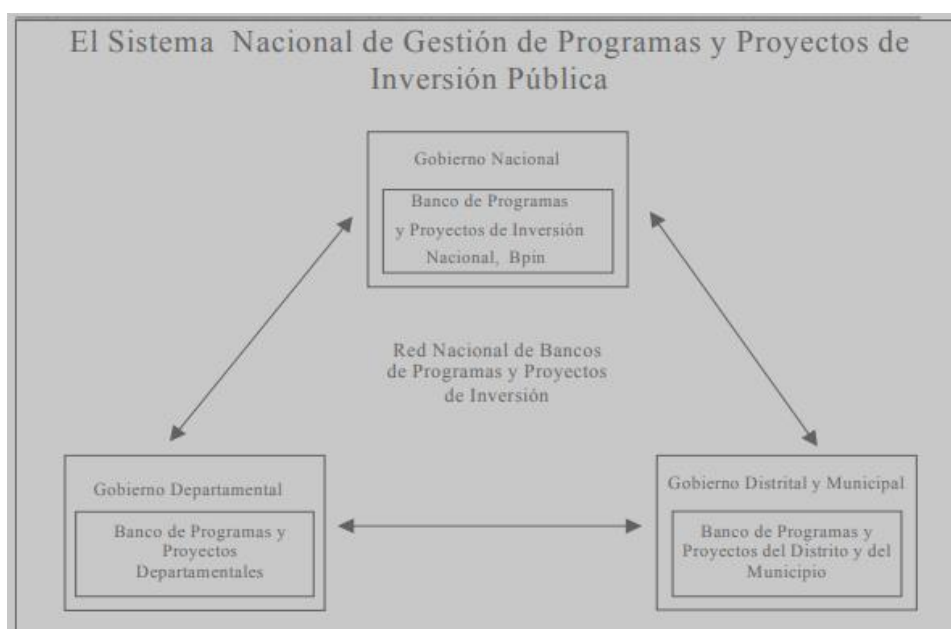 El Sistema Nacional de Gestión de Programas y Proyectos de
Inversión Pública
Gobierno Nacional
Banco de Programas
y Proyectos de Inversión
Nacional, Bpin
Red Nacional de Bancos
de Programas y Proyectos
de Inversión
Gobierno Departamental
Banco de Programas y
Proyectos
Departamentales
Gobierno Distrital y Municipal
Banco de Programas y
Proyectos del Distrito y del
Municipio